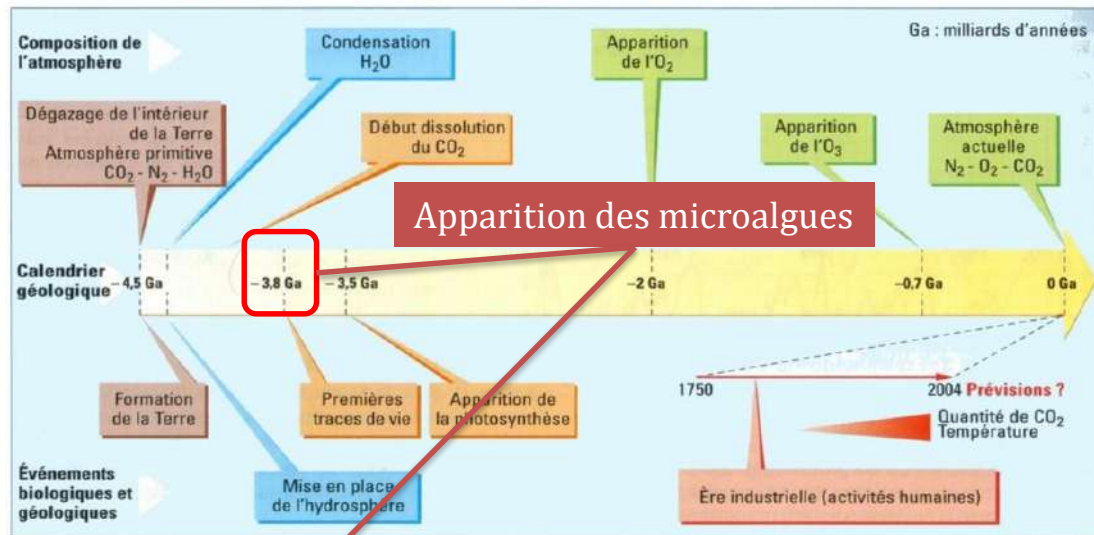 Composition de
l'atmosphère
Condensation
H₂O
Apparition
de l'O₂
Ga : milliards d'années
Dégazage de l'intérieur
de la Terre
Atmosphère primitive
CO₂ - N₂ - H₂O
Début dissolution
du CO₂
Apparition
de l'O₃
Atmosphère
actuelle
N₂ - O₂ - CO₂
Apparition des microalgues
Calendrier
géologique
– 4,5 Ga
– 3,8 Ga
– 3,5 Ga
–2 Ga
–0,7 Ga
0 Ga
Formation
de la Terre
Premières
traces de vie
Apparition de
la photosynthèse
1750
2004 Prévisions ?
Quantité de CO₂
Température
Événements
biologiques et
géologiques
Mise en place
de l'hydrosphère
Ère industrielle (activités humaines)